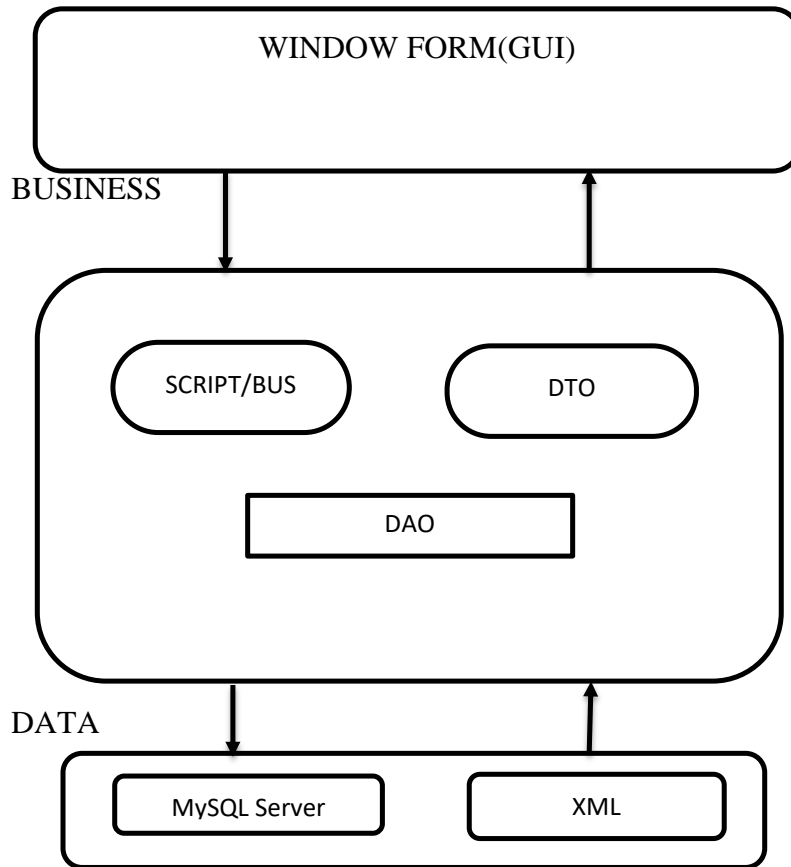 WINDOW FORM(GUI)
BUSINESS
SCRIPT/BUS
DTO
DAO
DATA
MySQL Server
XML